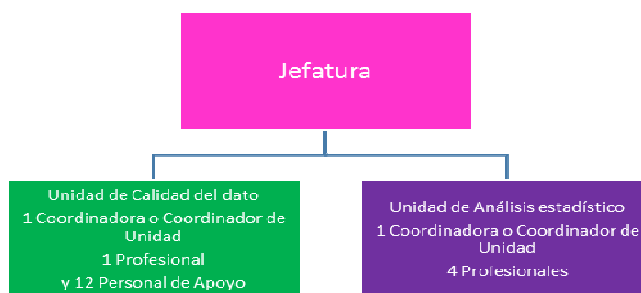 Jefatura
Unidad de Calidad del dato
1 Coordinadora o Coordinador de
Unidad
1 Profesional
y 12 Personal de Apoyo
Unidad de Análisis estadístico
1 Coordinadora o Coordinador de
Unidad
4 Profesionales